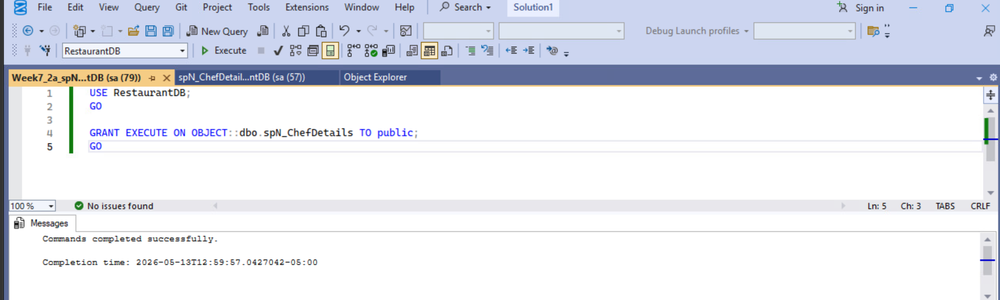 File Edit View Query Git Project Tools Extensions Window Help Search Solution1 Sign in
New Query Debug Launch profiles
RestaurantDB Execute
Week7_2a_spN...tDB (sa (79)) spN_ChefDetail...ntDB (sa (57)) Object Explorer
1 USE RestaurantDB;
2 GO
3
4 GRANT EXECUTE ON OBJECT::dbo.spN_ChefDetails TO public;
5 GO
100 % No issues found Ln: 5 Ch: 3 TABS CRLF
Messages
Commands completed successfully.
Completion time: 2026-05-13T12:59:57.0427042-05:00